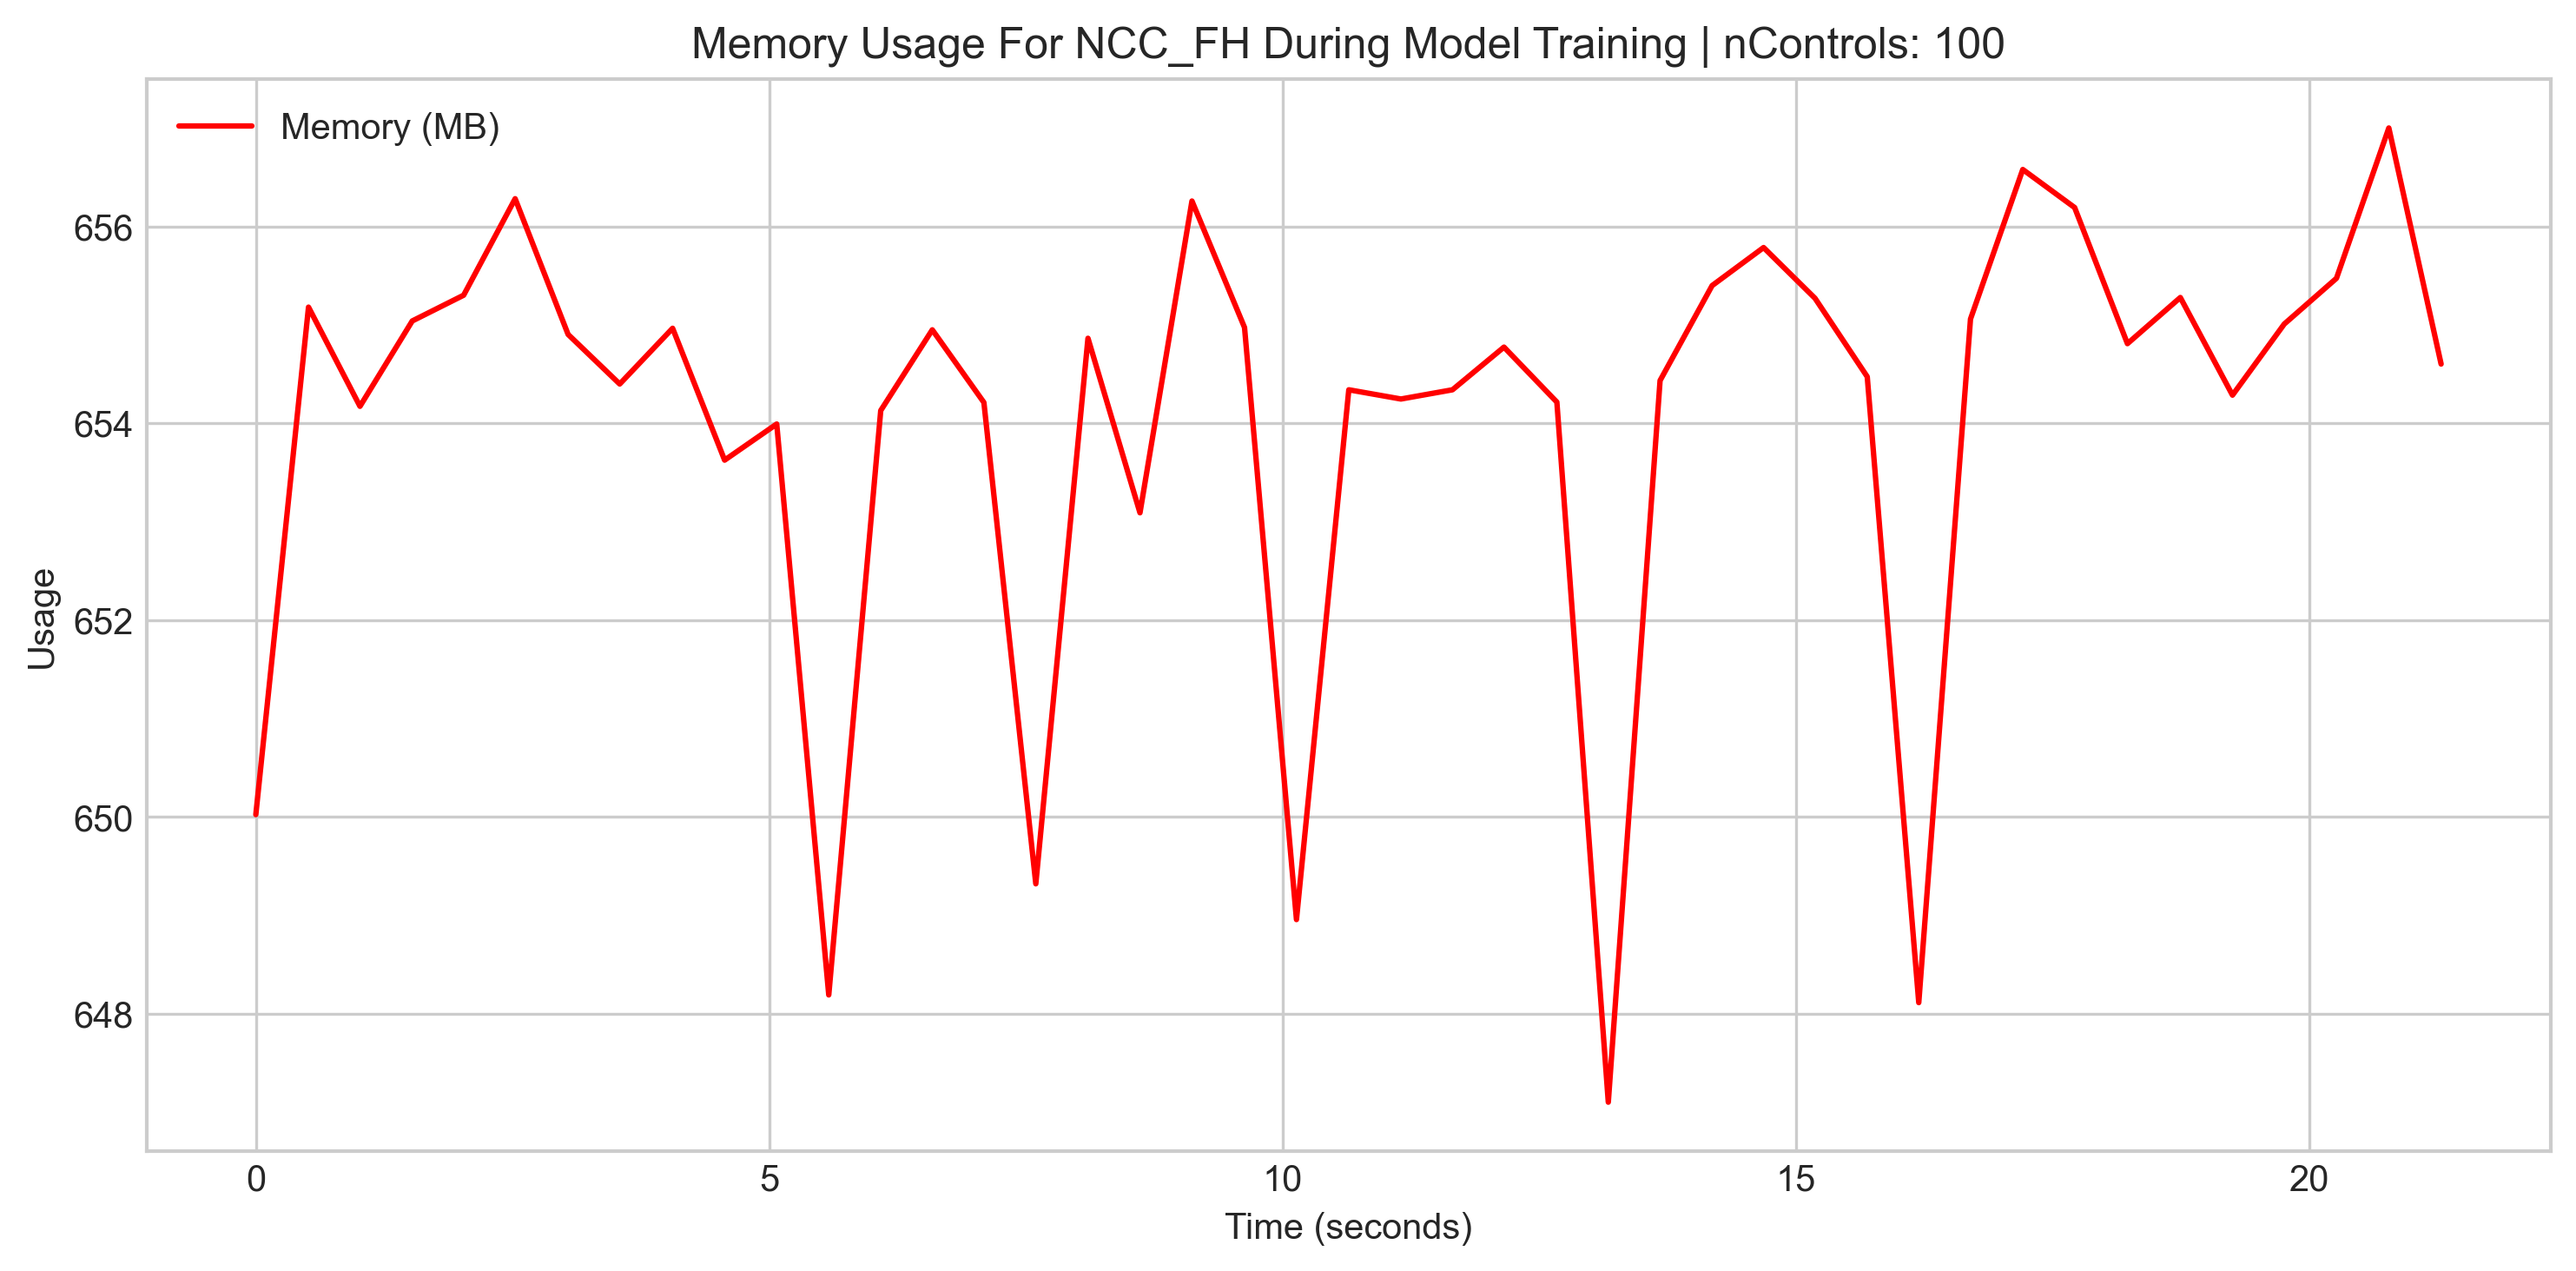 Memory Usage For NCC_FH During Model Training | nControls: 100
Memory (MB)
656
654
652
650
648
Usage
0 5 10 15 20
Time (seconds)